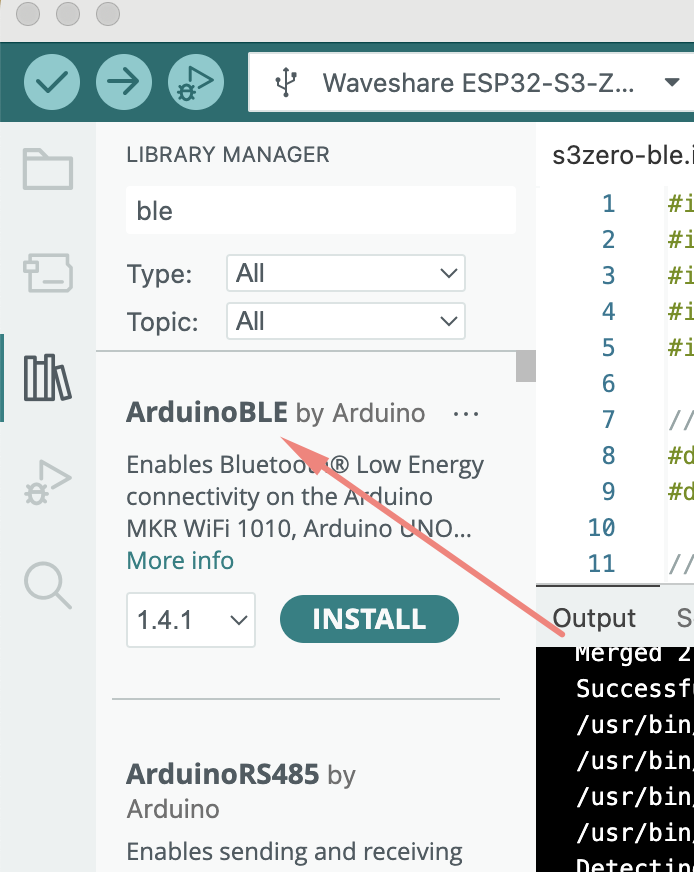 Waveshare ESP32-S3-Z...
LIBRARY MANAGER
ble
Type: All
Topic: All
ArduinoBLE by Arduino ...
Enables Bluetooth® Low Energy
connectivity on the Arduino
MKR WiFi 1010, Arduino UNO...
More info
1.4.1
INSTALL
ArduinoRS485 by
Arduino
Enables sending and receiving
s3zero-ble.i
1 #i
2 #i
3 #i
4 #i
5 #i
6
7 //
8 #d
9 #d
10
11 //
Output S
Merged 2
Successf
/usr/bin/
/usr/bin/
/usr/bin/
/usr/bin/
Detecting